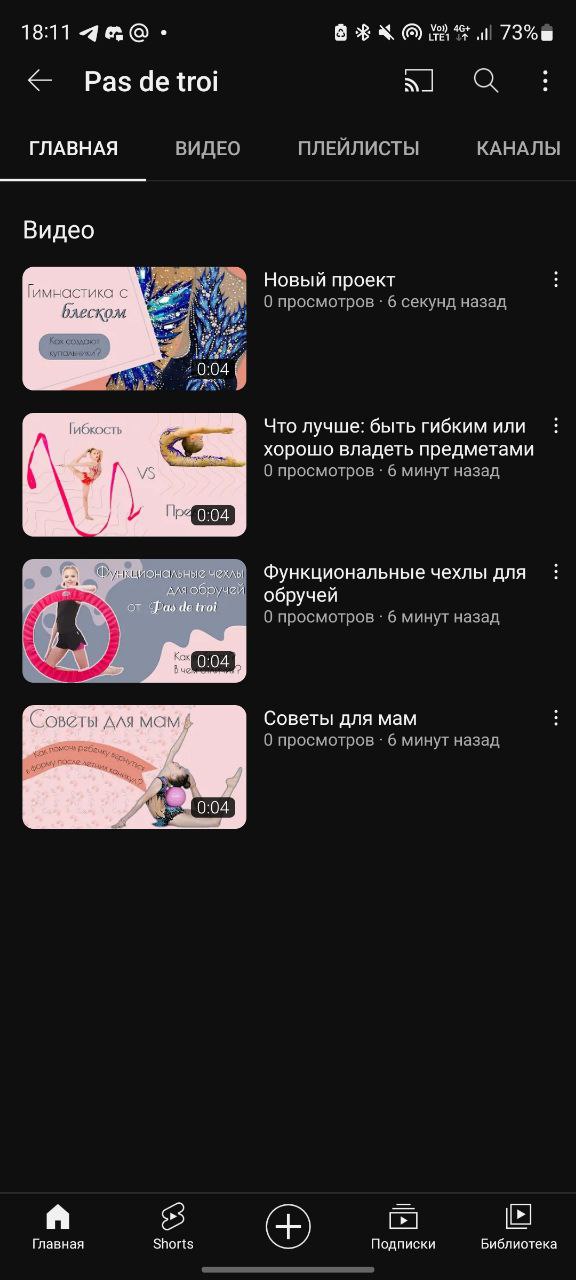 18:11
Vo)) 4G+
LTE1
73%
Pas de troi
ГЛАВНАЯ ВИДЕО ПЛЕЙЛИСТЫ КАНАЛЫ
Видео
Гимнастика с
блеском
Как создают
купальники?
0:04
Новый проект
0 просмотров · 6 секунд назад
Гибкость
VS
Пре
0:04
Что лучше: быть гибким или
хорошо владеть предметами
0 просмотров · 6 минут назад
Функциональные чехлы
для обручей
от Pas de troi
Как
В чем
0:04
Функциональные чехлы для
обручей
0 просмотров · 6 минут назад
Советы для мам
Как помочь ребенку вернуться
в форму после летних каникул?
0:04
Советы для мам
0 просмотров · 6 минут назад
Главная Shorts Подписки Библиотека